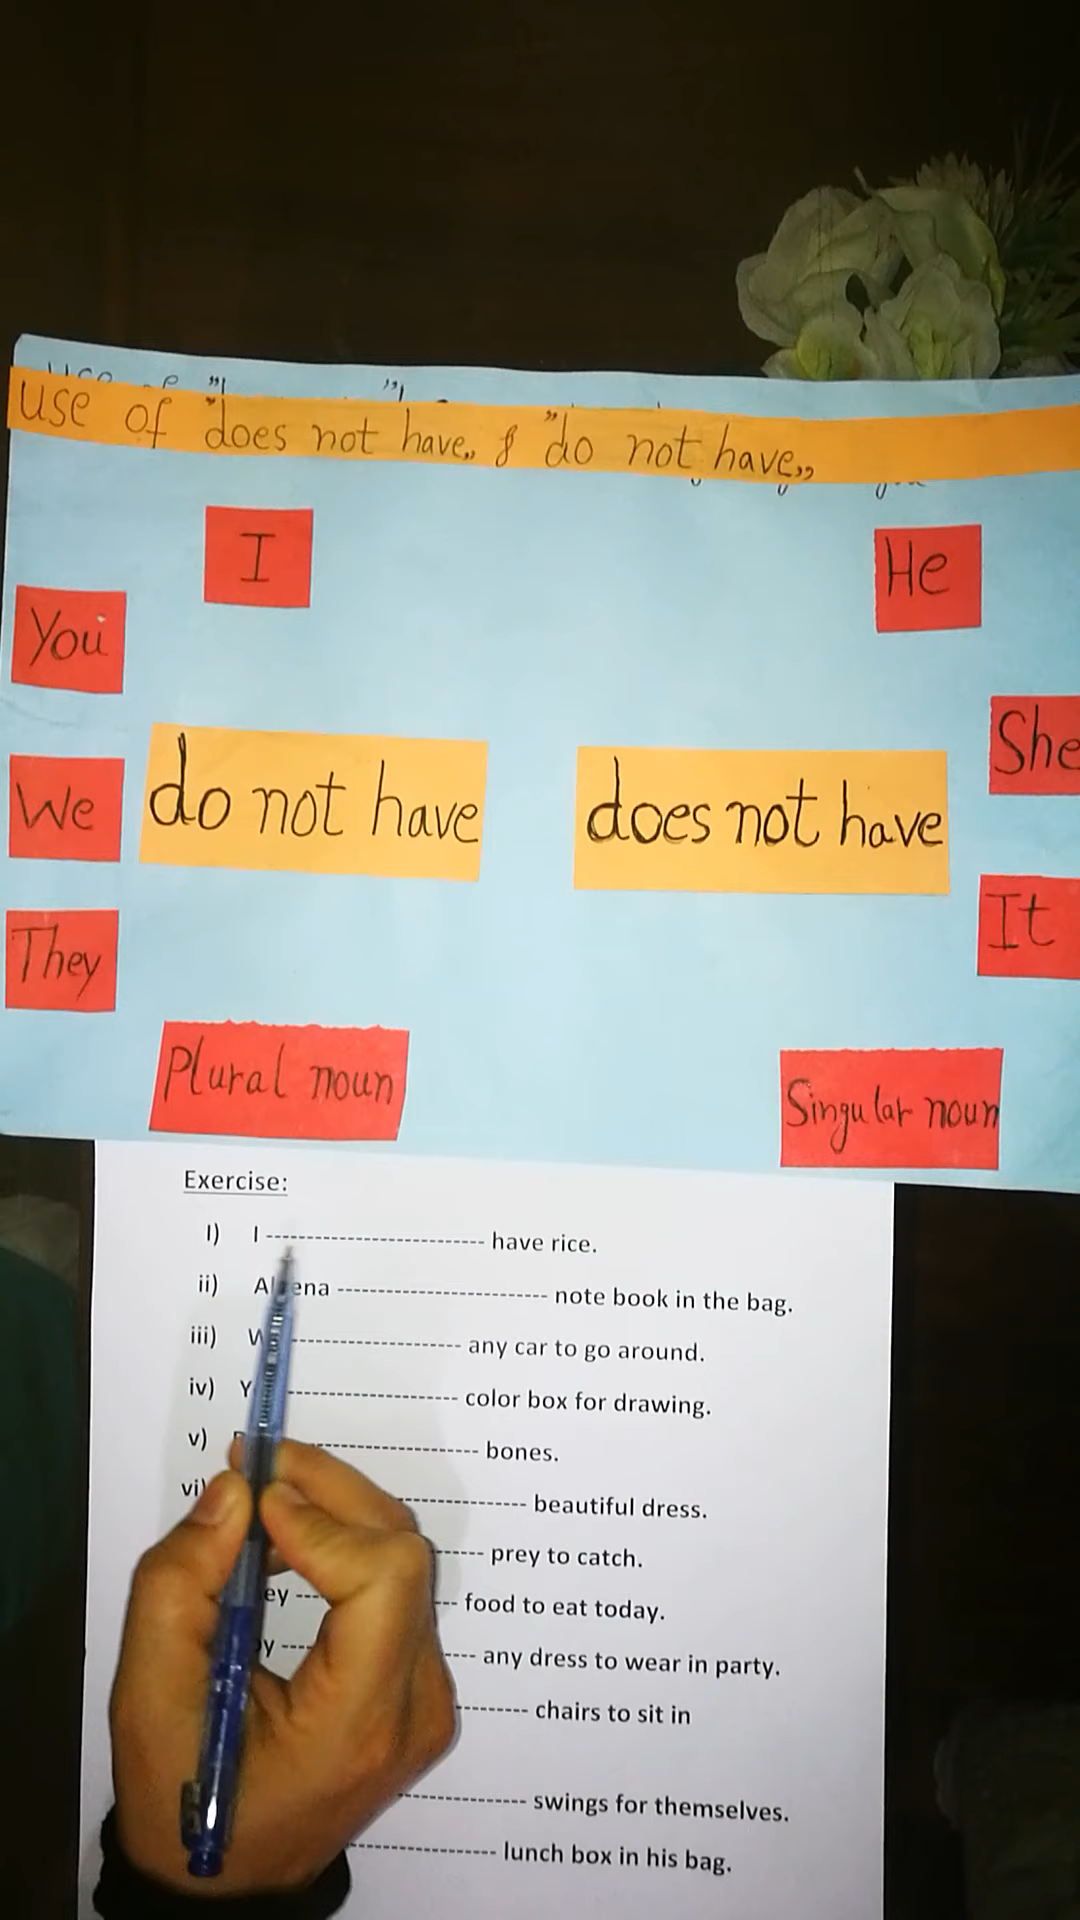 use of "does not have" & "do not have"
I
He
You
She
We
do not have
does not have
It
They
Plural noun
Singular noun
Exercise:
I) I -------------------------- have rice.
ii) ------------------------- note book in the bag.
iii) --------------------- any car to go around.
iv) --------------------- color box for drawing.
v) -------------------- bones.
vi) ---------------- beautiful dress.
------ prey to catch.
--- food to eat today.
---- any dress to wear in party.
--------- chairs to sit in
---------------- swings for themselves.
------------------ lunch box in his bag.